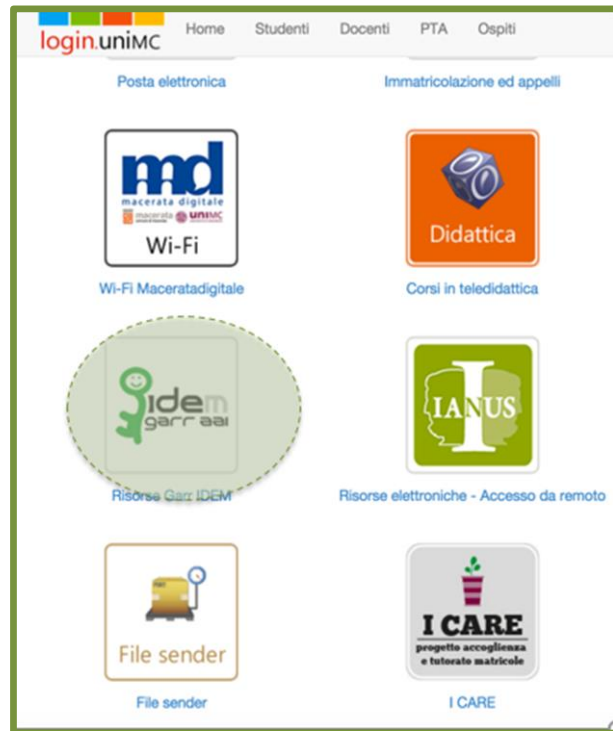 login.uniMC Home Studenti Docenti PTA Ospiti
Posta elettronica Immatricolazione ed appelli
md
macerata digitale
macerata uniMC
Wi-Fi
Didattica
Wi-Fi Maceratadigitale Corsi in teledidattica
idem
garr aai
IANUS
Risorse Garr IDEM Risorse elettroniche - Accesso da remoto
File sender
I CARE
progetto accoglienza
e tutorato matricole
File sender I CARE